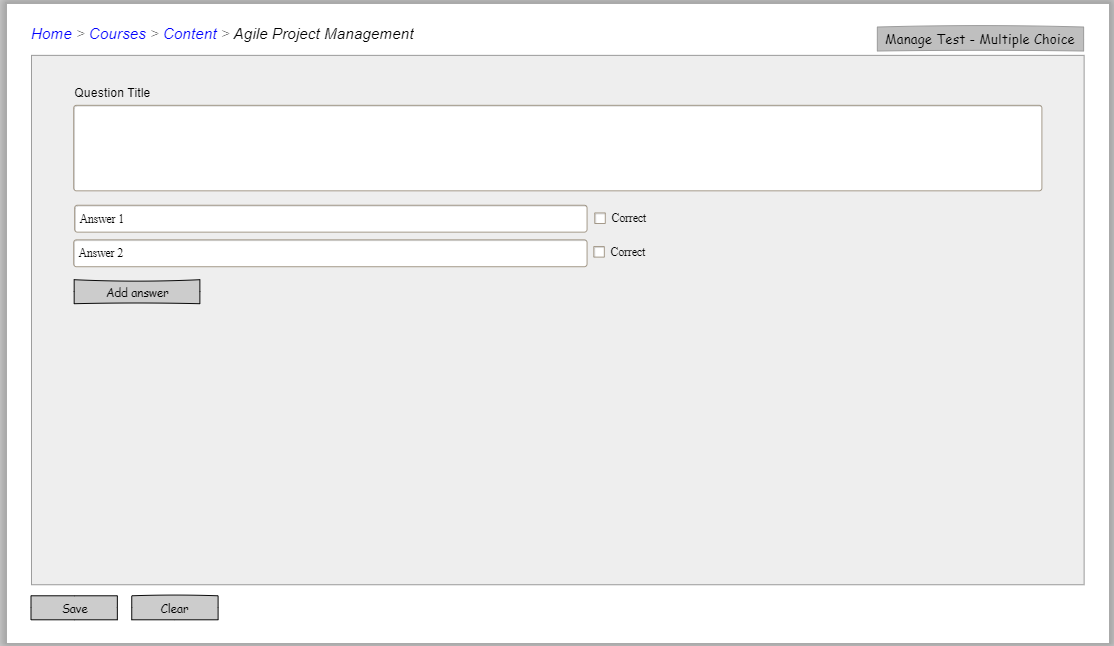 Home > Courses > Content > Agile Project Management
Manage Test - Multiple Choice
Question Title
Answer 1
Correct
Answer 2
Correct
Add answer
Save
Clear